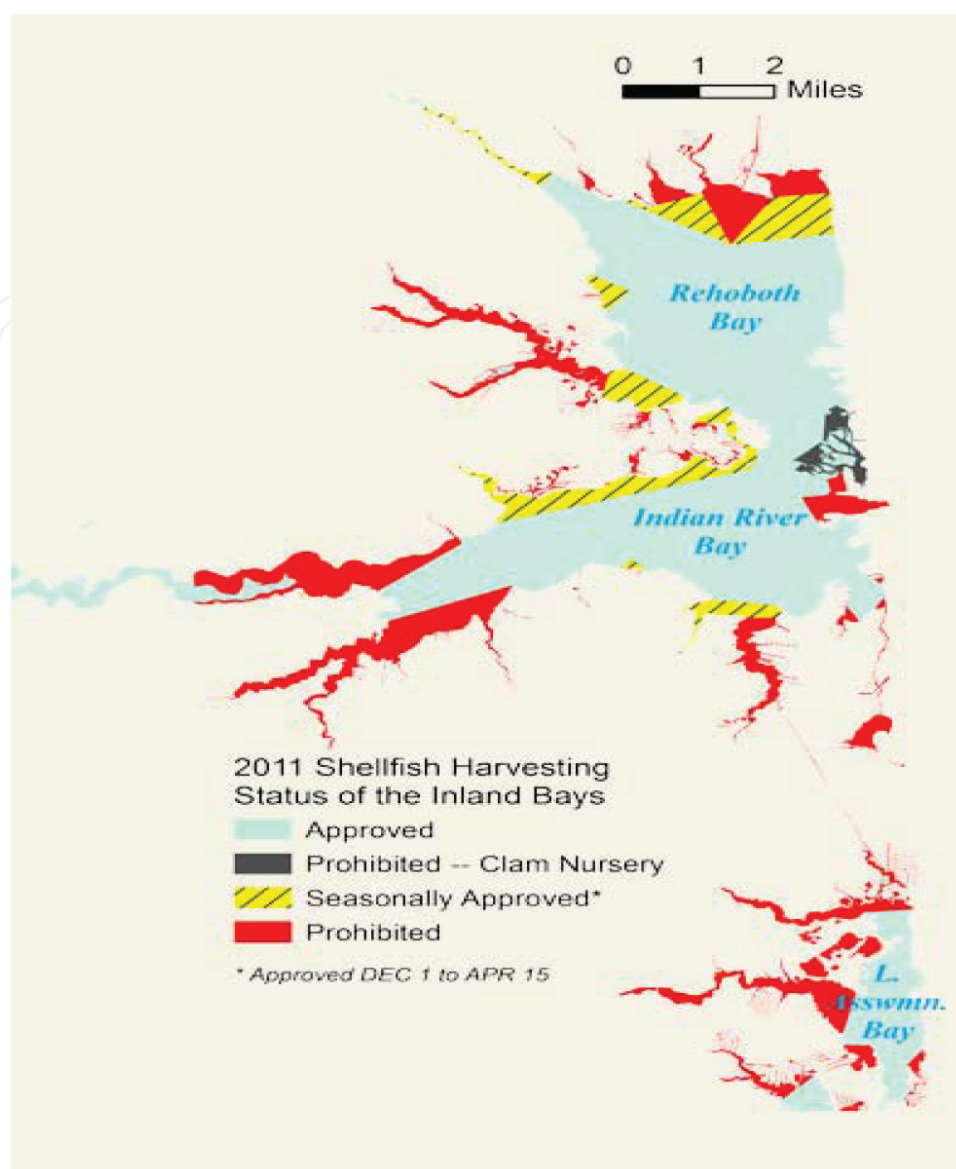 0 1 2
Miles
Rehoboth
Bay
Indian River
Bay
2011 Shellfish Harvesting
Status of the Inland Bays
Approved
Prohibited -- Clam Nursery
Seasonally Approved*
Prohibited
* Approved DEC 1 to APR 15
L.
Asswmn.
Bay